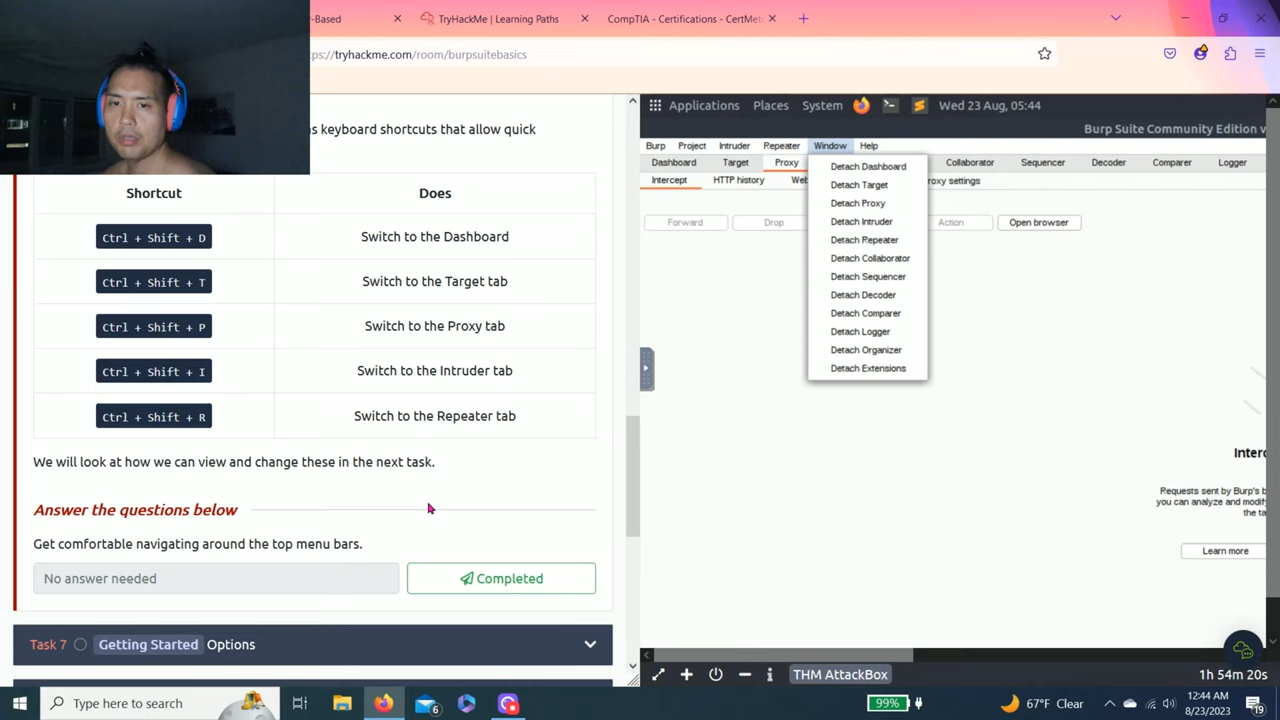 -Based
TryHackMe | Learning Paths
CompTIA - Certifications - CertMet
ps://tryhackme.com/room/burpsuitebasics
as keyboard shortcuts that allow quick
Shortcut Does
Ctrl + Shift + D Switch to the Dashboard
Ctrl + Shift + T Switch to the Target tab
Ctrl + Shift + P Switch to the Proxy tab
Ctrl + Shift + I Switch to the Intruder tab
Ctrl + Shift + R Switch to the Repeater tab
We will look at how we can view and change these in the next task.
Answer the questions below
Get comfortable navigating around the top menu bars.
No answer needed
Completed
Task 7 Getting Started Options
Applications Places System Wed 23 Aug, 05:44
Burp Suite Community Edition v
Burp Project Intruder Repeater Window Help
Dashboard Target Proxy Collaborator Sequencer Decoder Comparer Logger
Intercept HTTP history Web roxy settings
Forward Drop Action Open browser
Detach Dashboard
Detach Target
Detach Proxy
Detach Intruder
Detach Repeater
Detach Collaborator
Detach Sequencer
Detach Decoder
Detach Comparer
Detach Logger
Detach Organizer
Detach Extensions
Interc
Requests sent by Burp's b
you can analyze and modif
the ta
Learn more
THM AttackBox 1h 54m 20s
Type here to search
6
99%
67°F Clear
12:44 AM
8/23/2023
19